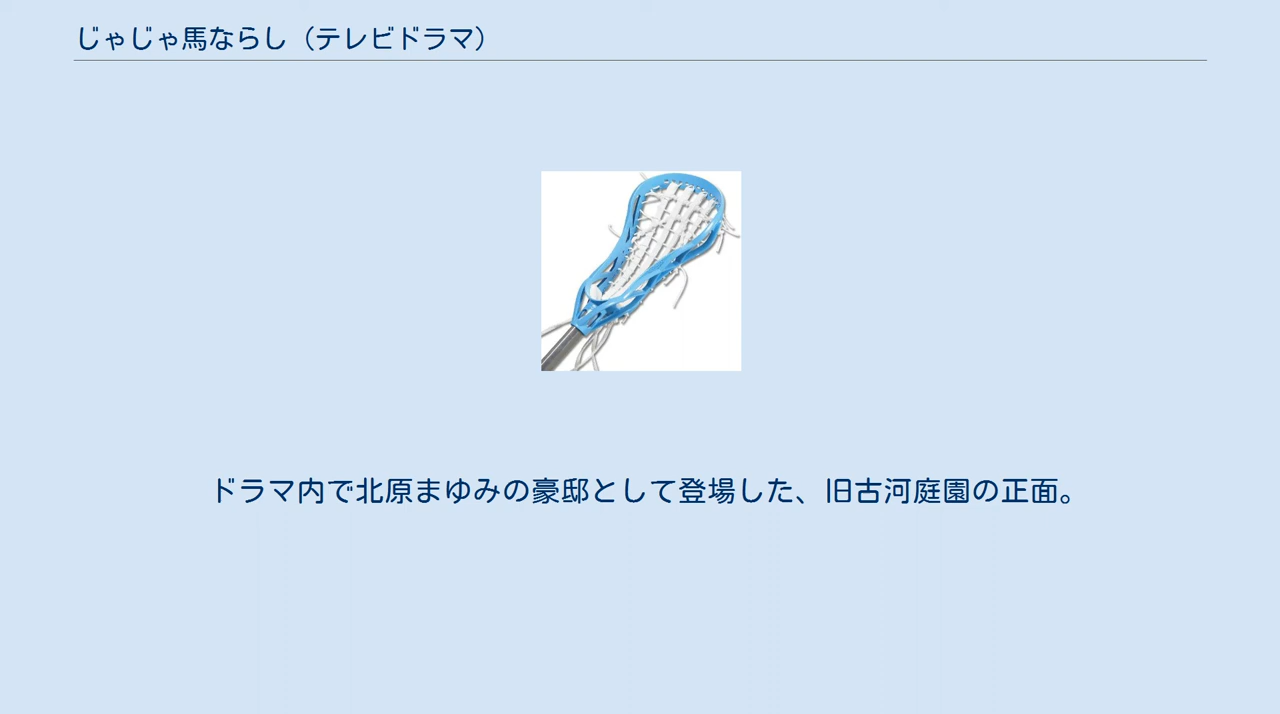 じゃじゃ馬ならし（テレビドラマ）
ドラマ内で北原まゆみの豪邸として登場した、旧古河庭園の正面。